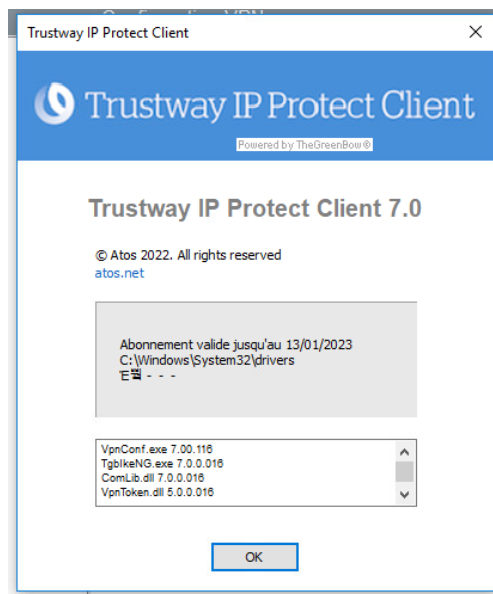 Trustway IP Protect Client
Trustway IP Protect Client
Powered by TheGreenBow®
Trustway IP Protect Client 7.0
© Atos 2022. All rights reserved
atos.net
Abonnement valide jusqu'au 13/01/2023
C:\Windows\System32\drivers
- - -
VpnConf.exe 7.00.116
TgbIkeNG.exe 7.0.0.016
ComLib.dll 7.0.0.016
VpnToken.dll 5.0.0.016
OK